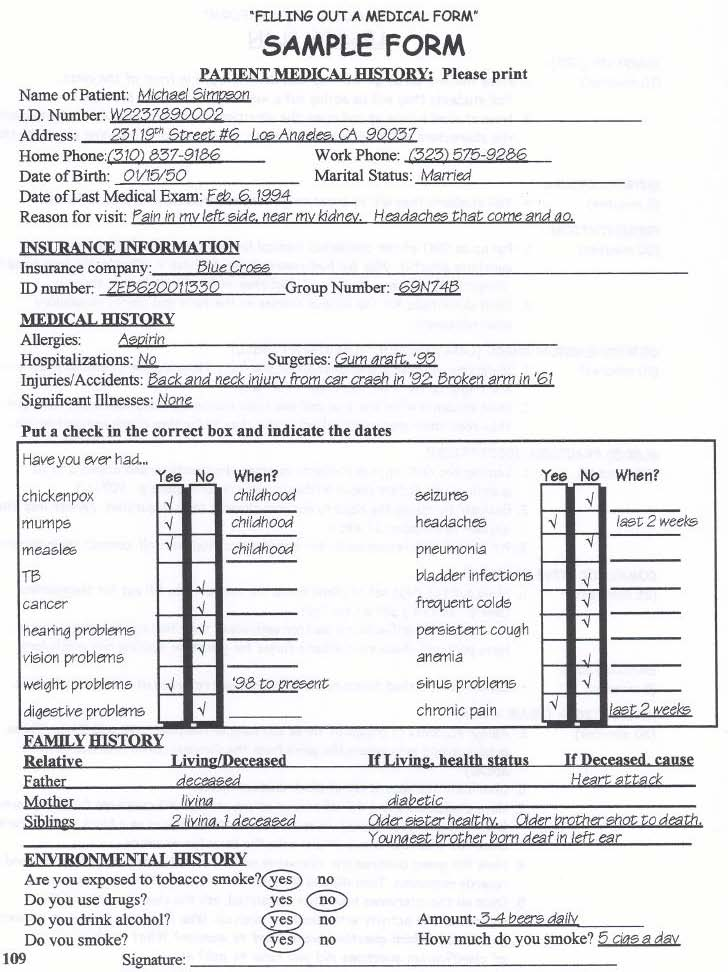 "FILLING OUT A MEDICAL FORM"
SAMPLE FORM
PATIENT MEDICAL HISTORY: Please print
Name of Patient: Michael Simpson
I.D. Number: W2237890002
Address: 231 19th Street #6 Los Angeles, CA 90037
Home Phone: (310) 837-9186 Work Phone: (323) 575-9286
Date of Birth: 01/15/50 Marital Status: Married
Date of Last Medical Exam: Feb. 6, 1994
Reason for visit: Pain in my left side, near my kidney. Headaches that come and go.
INSURANCE INFORMATION
Insurance company: Blue Cross
ID number: ZEB620011330 Group Number: 69N74B
MEDICAL HISTORY
Allergies: Aspirin
Hospitalizations: No Surgeries: Gum graft, '93
Injuries/Accidents: Back and neck injury from car crash in '92; Broken arm in '61
Significant Illnesses: None
Put a check in the correct box and indicate the dates
Have you ever had...
Yes No When? Yes No When?
chickenpox √ childhood seizures √
mumps √ childhood headaches √ last 2 weeks
measles √ childhood pneumonia √
TB √ bladder infections √
cancer √ frequent colds √
hearing problems √ persistent cough √
vision problems √ anemia √
weight problems √ '98 to present sinus problems √
digestive problems √ chronic pain √ last 2 weeks
FAMILY HISTORY
Relative Living/Deceased If Living, health status If Deceased, cause
Father deceased Heart attack
Mother living diabetic
Siblings 2 living, 1 deceased Older sister healthy. Older brother shot to death.
Youngest brother born deaf in left ear
ENVIRONMENTAL HISTORY
Are you exposed to tobacco smoke? yes no
Do you use drugs? yes no
Do you drink alcohol? yes no Amount: 3-4 beers daily
Do you smoke? yes no How much do you smoke? 5 cigs a day
109 Signature: